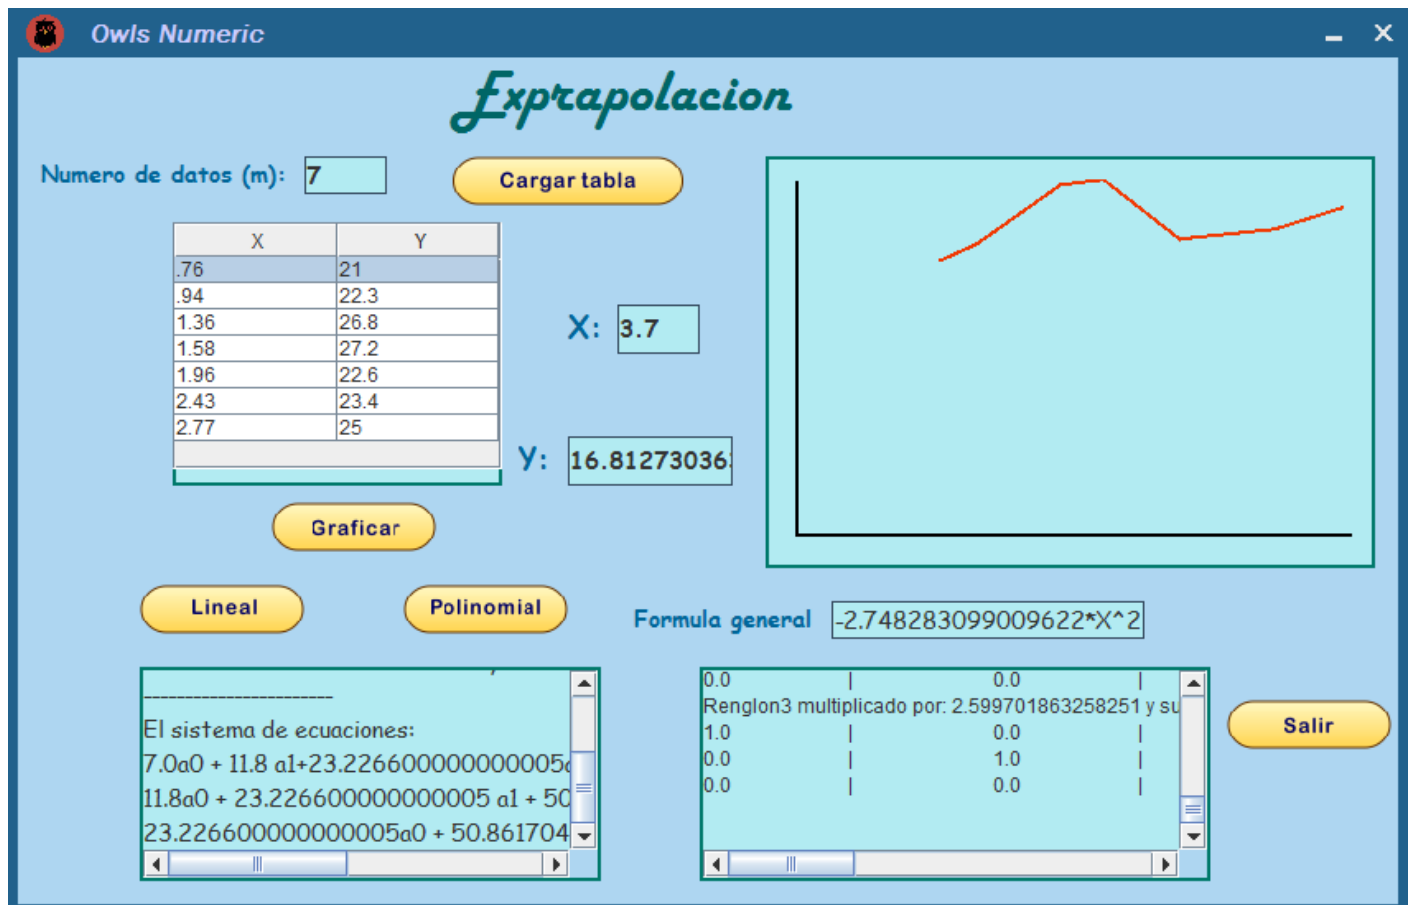 Owls Numeric
Exprapolacion
Numero de datos (m): 7
Cargar tabla
X Y
.76 21
.94 22.3
1.36 26.8
1.58 27.2
1.96 22.6
2.43 23.4
2.77 25
X: 3.7
Y: 16.81273036
Graficar
Lineal
Polinomial
Formula general -2.748283099009622*X^2
-----------------------
El sistema de ecuaciones:
7.0a0 + 11.8 a1+23.226600000000005
11.8a0 + 23.226600000000005 a1 + 50
23.226600000000005a0 + 50.861704
0.0 | 0.0 |
Renglon3 multiplicado por: 2.599701863258251 y su
1.0 | 0.0 |
0.0 | 1.0 |
0.0 | 0.0 |
Salir